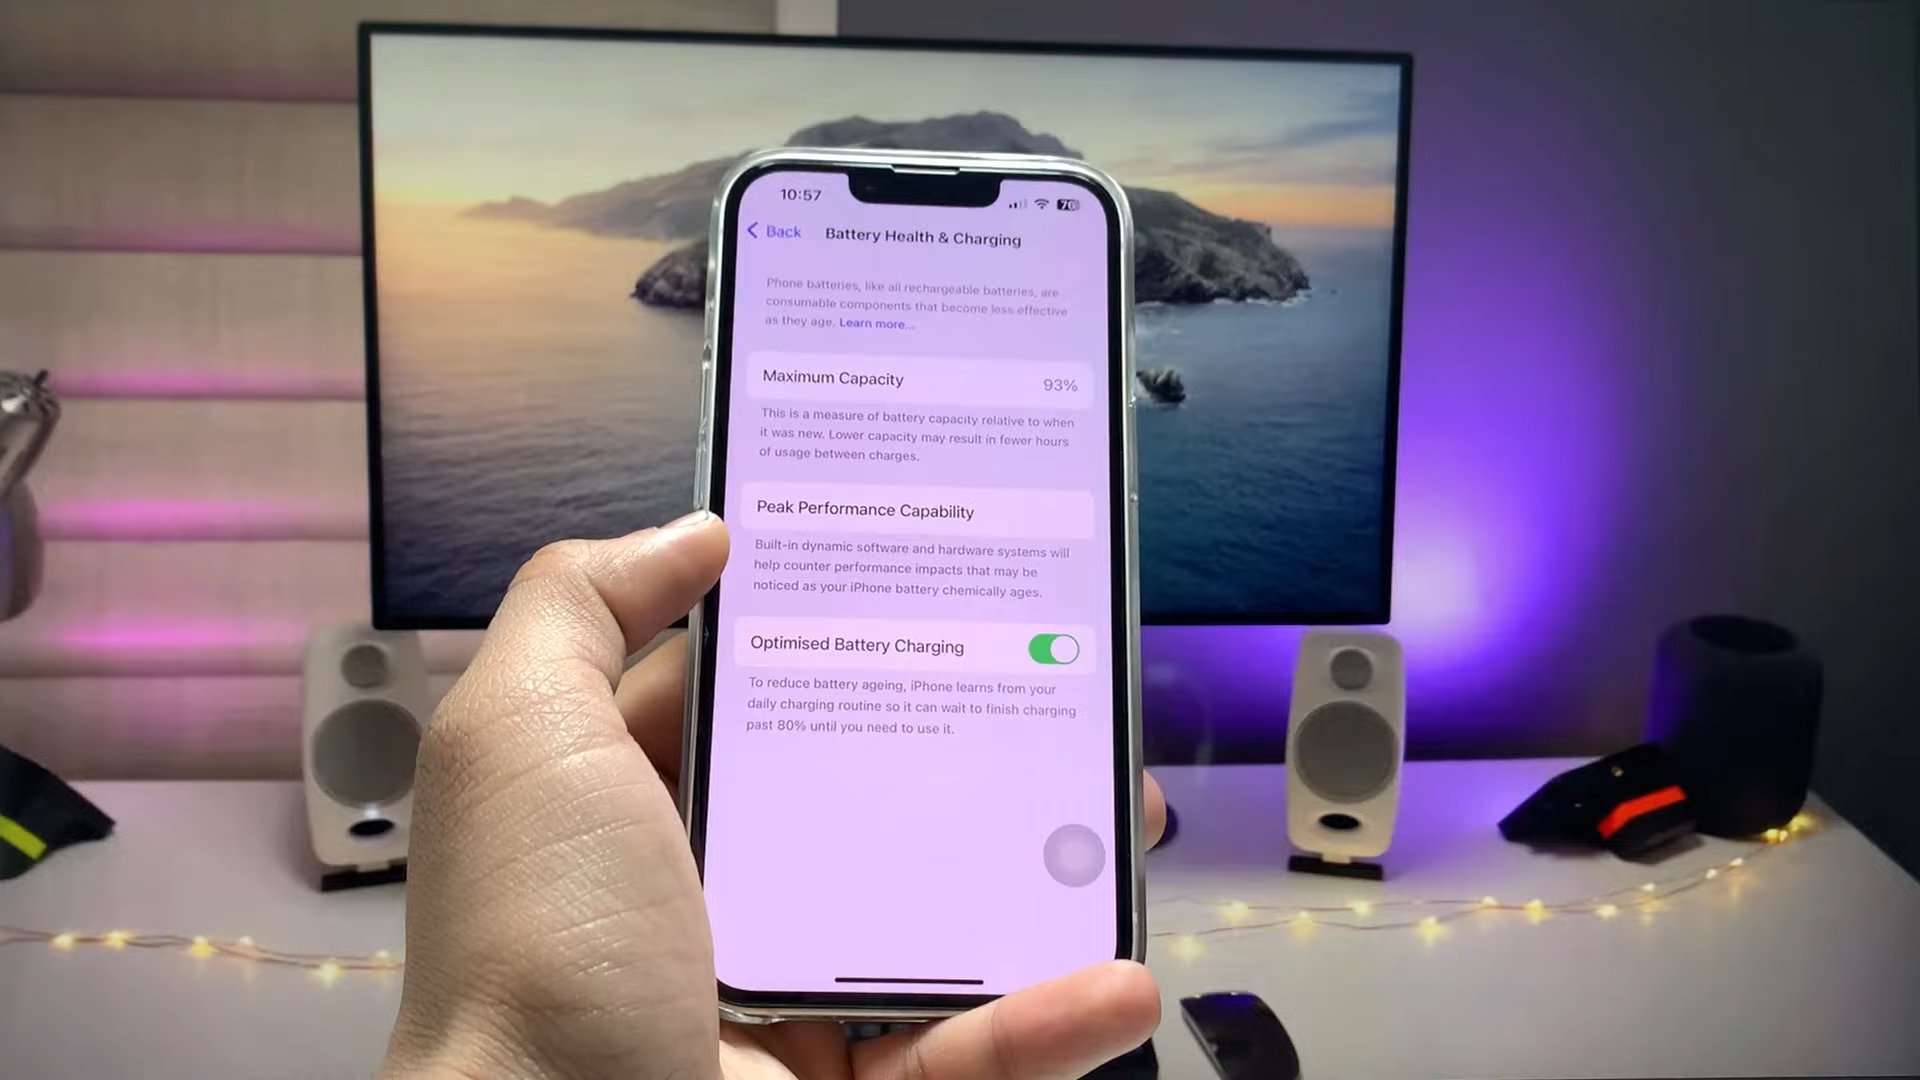 10:57
70
Back
Battery Health & Charging
Phone batteries, like all rechargeable batteries, are
consumable components that become less effective
as they age. Learn more...
Maximum Capacity 93%
This is a measure of battery capacity relative to when
it was new. Lower capacity may result in fewer hours
of usage between charges.
Peak Performance Capability
Built-in dynamic software and hardware systems will
help counter performance impacts that may be
noticed as your iPhone battery chemically ages.
Optimised Battery Charging
To reduce battery ageing, iPhone learns from your
daily charging routine so it can wait to finish charging
past 80% until you need to use it.